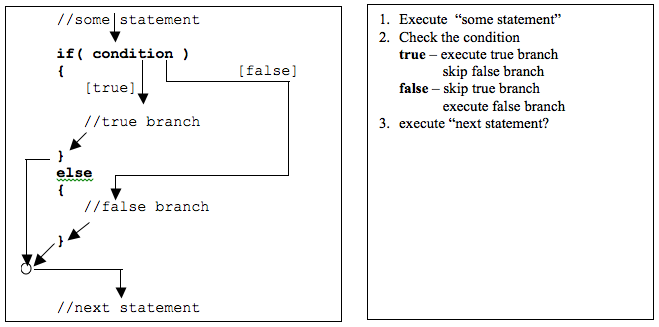 //some statement
if( condition )
{
[false]
[true]
//true branch
}
else
{
//false branch
}
//next statement
1. Execute “some statement”
2. Check the condition
true – execute true branch
skip false branch
false – skip true branch
execute false branch
3. execute “next statement?